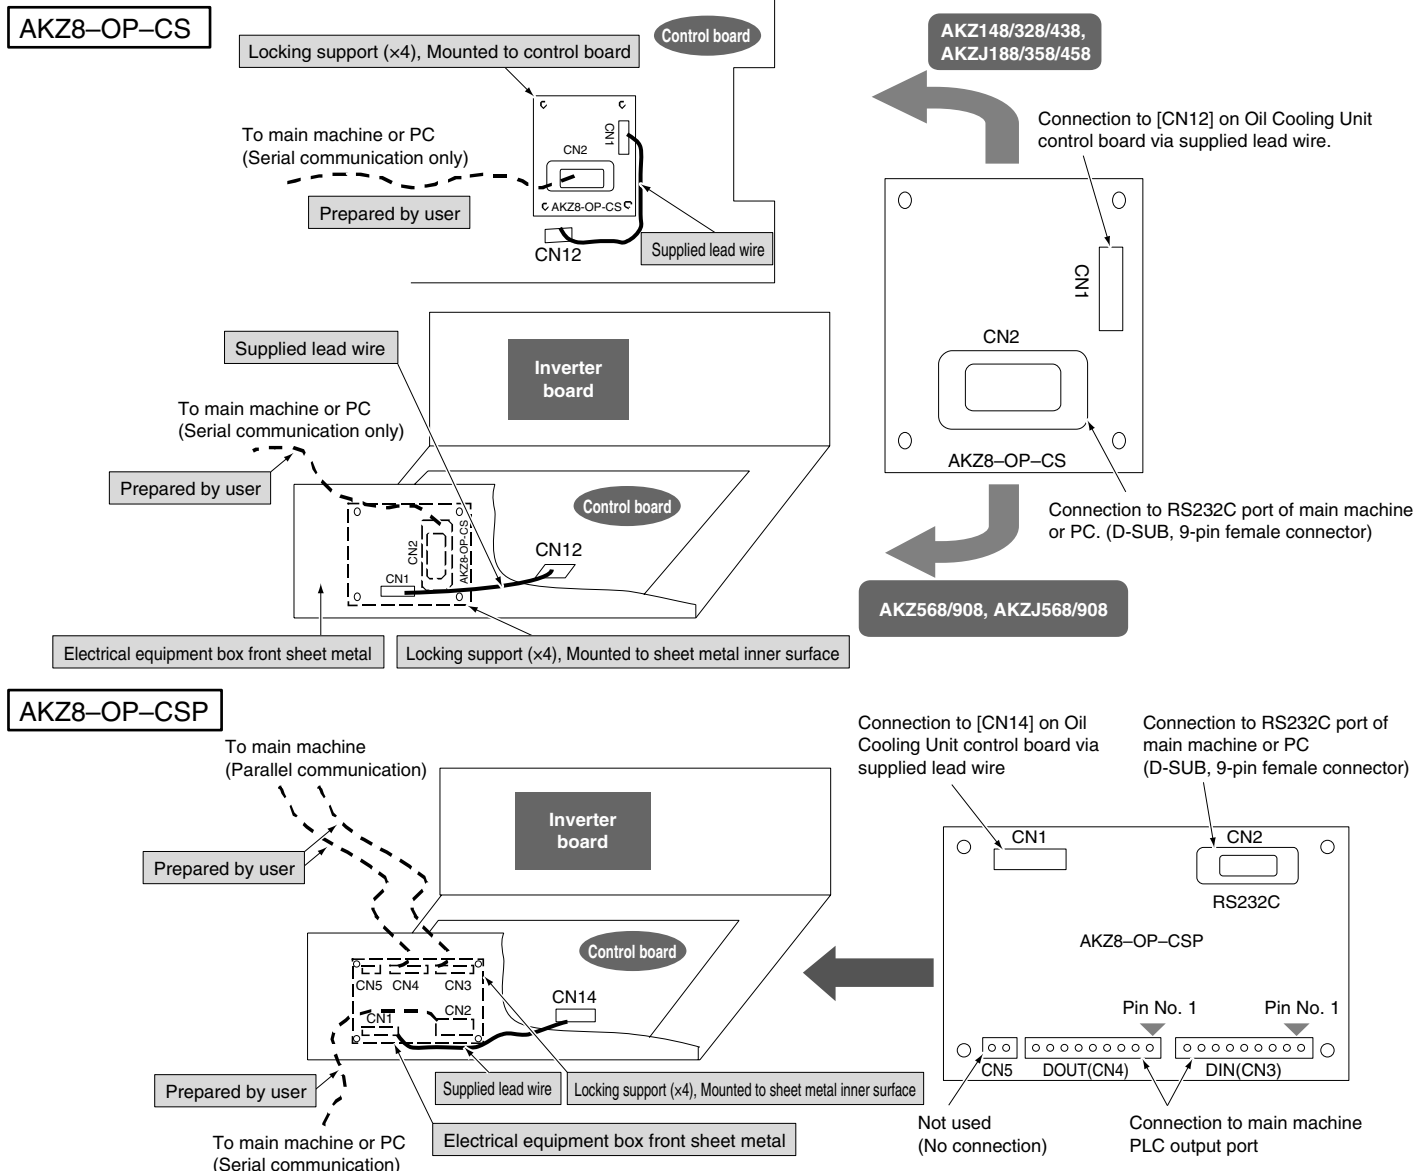 AKZ8–OP–CS
Locking support (×4), Mounted to control board
Control board
AKZ148/328/438,
AKZJ188/358/458
To main machine or PC
(Serial communication only)
CN1
CN2
Prepared by user
AKZ8-OP-CS
CN12
Supplied lead wire
Connection to [CN12] on Oil Cooling Unit
control board via supplied lead wire.
CN1
CN2
AKZ8–OP–CS
Connection to RS232C port of main machine
or PC. (D-SUB, 9-pin female connector)
Supplied lead wire
Inverter
board
To main machine or PC
(Serial communication only)
Prepared by user
Control board
CN2
AKZ8-OP-CS
CN1
CN12
AKZ568/908, AKZJ568/908
Electrical equipment box front sheet metal
Locking support (×4), Mounted to sheet metal inner surface
AKZ8–OP–CSP
To main machine
(Parallel communication)
Prepared by user
Inverter
board
Control board
CN5
CN4
CN3
CN1
CN2
CN14
Prepared by user
Supplied lead wire
Locking support (×4), Mounted to sheet metal inner surface
Electrical equipment box front sheet metal
To main machine or PC
(Serial communication)
Connection to [CN14] on Oil
Cooling Unit control board via
supplied lead wire
Connection to RS232C port of
main machine or PC
(D-SUB, 9-pin female connector)
CN1
CN2
RS232C
AKZ8–OP–CSP
Pin No. 1
Pin No. 1
CN5
DOUT(CN4)
DIN(CN3)
Not used
(No connection)
Connection to main machine
PLC output port